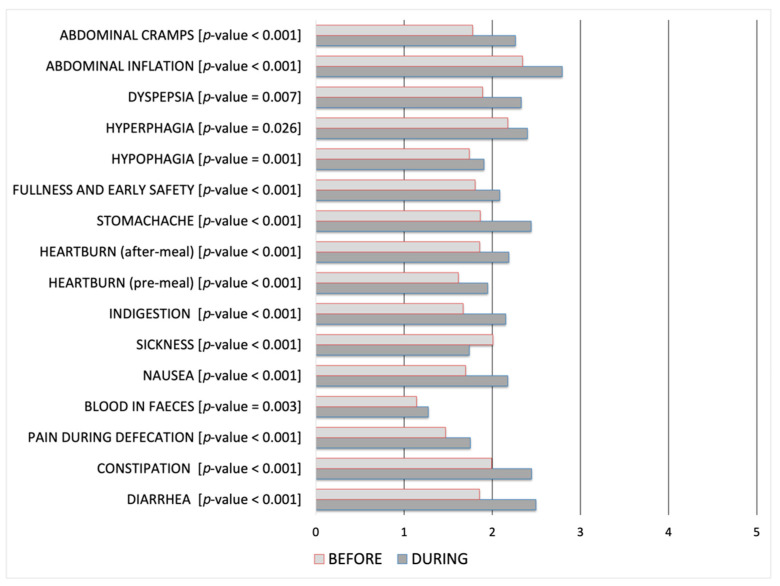 ABDOMINAL CRAMPS [p-value < 0.001]
ABDOMINAL INFLATION [p-value < 0.001]
DYSPEPSIA [p-value = 0.007]
HYPERPHAGIA [p-value = 0.026]
HYPOPHAGIA [p-value = 0.001]
FULLNESS AND EARLY SAFETY [p-value < 0.001]
STOMACHACHE [p-value < 0.001]
HEARTBURN (after-meal) [p-value < 0.001]
HEARTBURN (pre-meal) [p-value < 0.001]
INDIGESTION [p-value < 0.001]
SICKNESS [p-value < 0.001]
NAUSEA [p-value < 0.001]
BLOOD IN FAECES [p-value = 0.003]
PAIN DURING DEFECATION [p-value < 0.001]
CONSTIPATION [p-value < 0.001]
DIARRHEA [p-value < 0.001]
0 1 2 3 4 5
BEFORE DURING